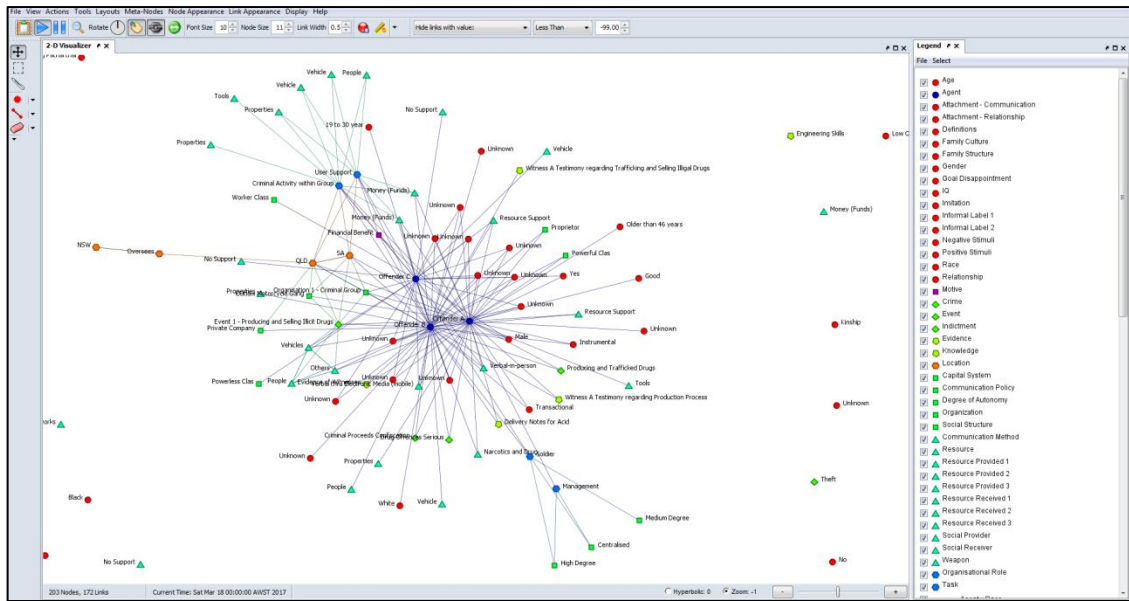 File View Actions Tools Layouts Meta-Nodes Node Appearance Link Appearance Display Help
Rotate Font Size 10 Node Size 11 Link Width 0.5 Hide links with value: Less Than -99.00
2-D Visualizer
Vehicle
People
Vehicle
Tools
Properties
No Support
19 to 30 year
Engineering Skills
Low C
Properties
Unknown
Vehicle
User Support
Witness A Testimony regarding Trafficking and Selling Illigal Drugs
Criminal Activity within Group
Money (Funds)
Worker Class
Unknown
Money (Funds)
Money (Funds)
Resource Support
Financial Benefit
Proprietor
Older than 46 years
Unknown
Unknown
Unknown
NSW
Overseas
SA
Powerful Clas
QLD
No Support
Offender C
Unknown
Unknown
Yes
Good
Properties
Organisation 1 - Criminal Group
Unknown
Resource Support
Event 1 - Producing and Selling Illicit Drugs
Offender B
Offender A
Kinship
Private Company
Unknown
Unknown
Male
Instrumental
Vehicles
Others
Verbal-in-person
Producing and Trafficked Drugs
Powerless Clas
People
Unknown
Unknown
Tools
Unknown
Witness A Testimony regarding Production Process
Transactional
Unknown
Delivery Notes for Acid
Criminal Proceeds Confiscation
Unknown
Properties
Narcotics and Drug
Soldier
Theft
People
Management
Black
White
Vehicle
Medium Degree
Centralised
No Support
High Degree
No
203 Nodes, 172 Links Current Time: Sat Mar 18 00:00:00 AWST 2017 Hyperbolic: 0 Zoom: -1
Legend
File Select
Age
Agent
Attachment - Communication
Attachment - Relationship
Definitions
Family Culture
Family Structure
Gender
Goal Disappointment
IQ
Imitation
Informal Label 1
Informal Label 2
Negative Stimuli
Positive Stimuli
Race
Relationship
Motive
Crime
Event
Indictment
Evidence
Knowledge
Location
Capital System
Communication Policy
Degree of Autonomy
Organization
Social Structure
Communication Method
Resource
Resource Provided 1
Resource Provided 2
Resource Provided 3
Resource Received 1
Resource Received 2
Resource Received 3
Social Provider
Social Receiver
Weapon
Organisational Role
Task